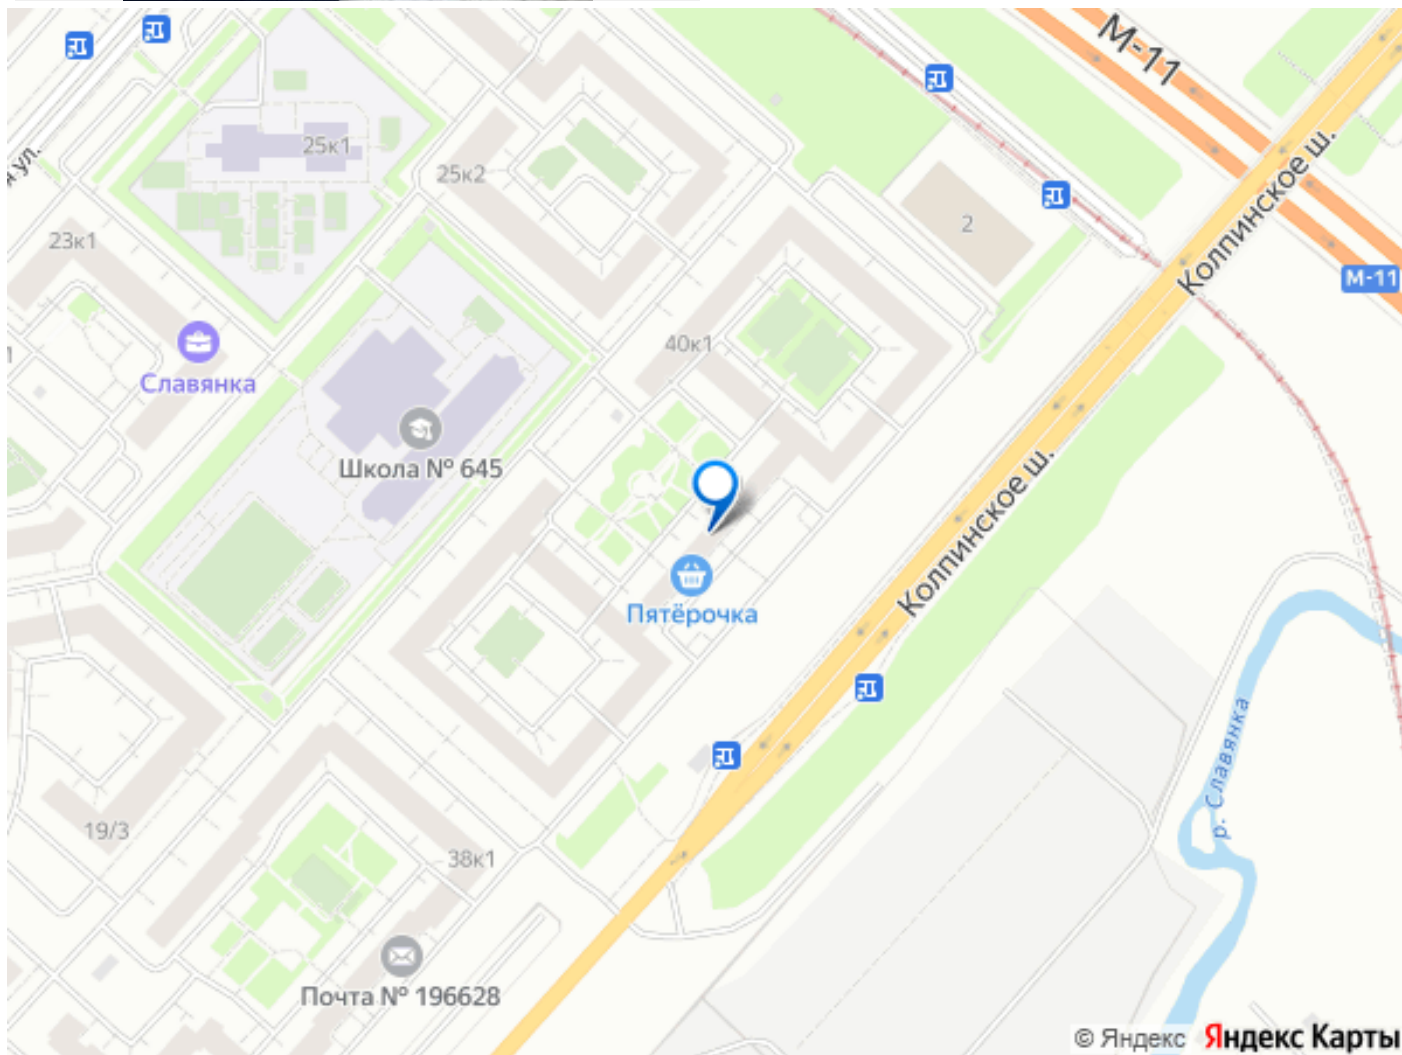 М-11
Колпинское ш.
25к1
я ул.
25к2
2
23к1
М-11
40к1
Славянка
Школа № 645
Колпинское ш.
Пятёрочка
р. Славянка
19/3
38к1
Почта № 196628
© Яндекс Яндекс Карты